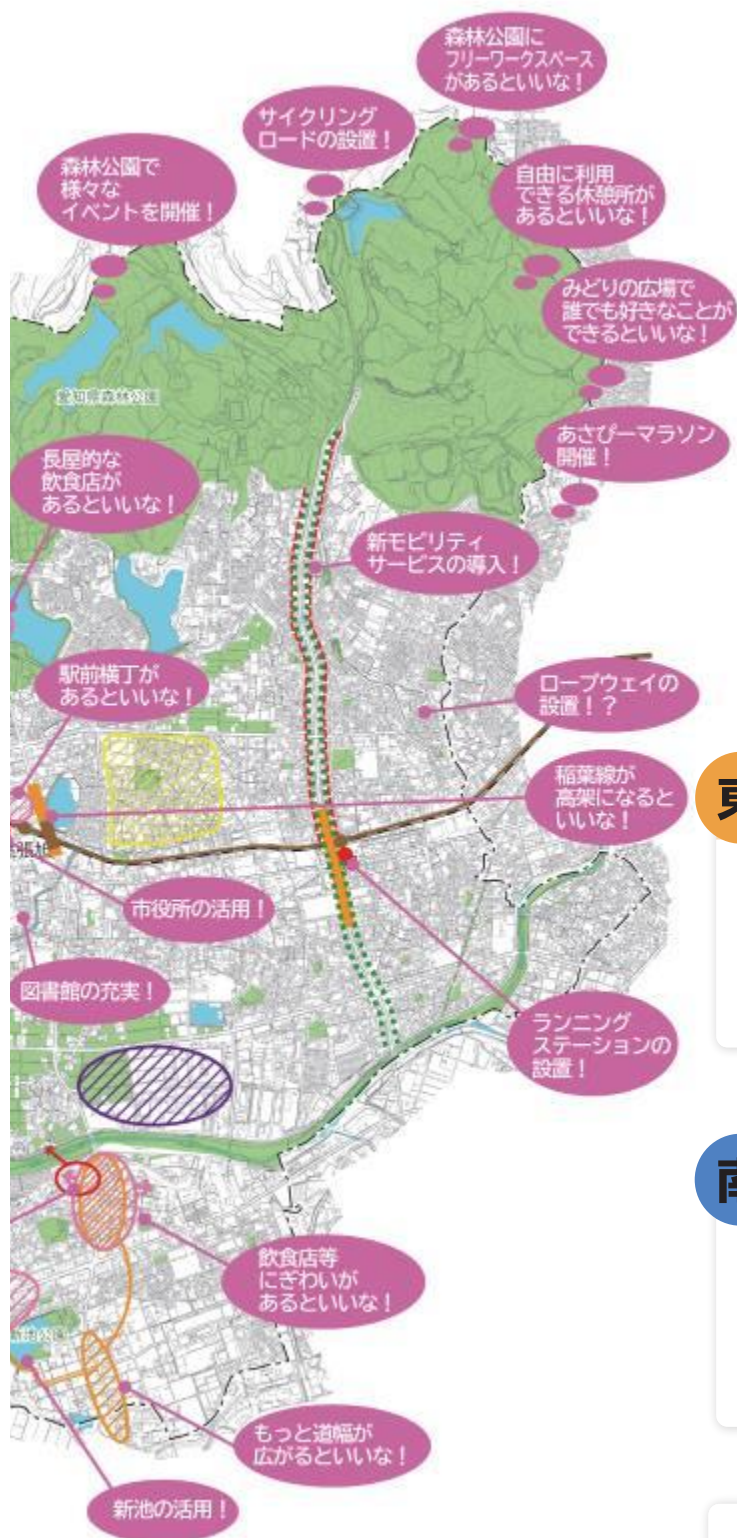 森林公園に
フリーワークスペース
があるといいな！
サイクリング
ロードの設置！
森林公園で
様々な
イベントを開催！
自由に利用
できる休憩所が
あるといいな！
みどりの広場で
誰でも好きなことが
できるといいな！
愛知県森林公園
あさぴーマラソン
開催！
長屋的な
飲食店が
あるといいな！
新モビリティ
サービスの導入！
駅前横丁が
あるといいな！
ロープウェイの
設置！？
稲葉線が
高架になると
いいな！
東
市役所の活用！
図書館の充実！
ランニング
ステーションの
設置！
南
飲食店等
にぎわいが
あるといいな！
新池公園
もっと道幅が
広がるといいな！
新池の活用！